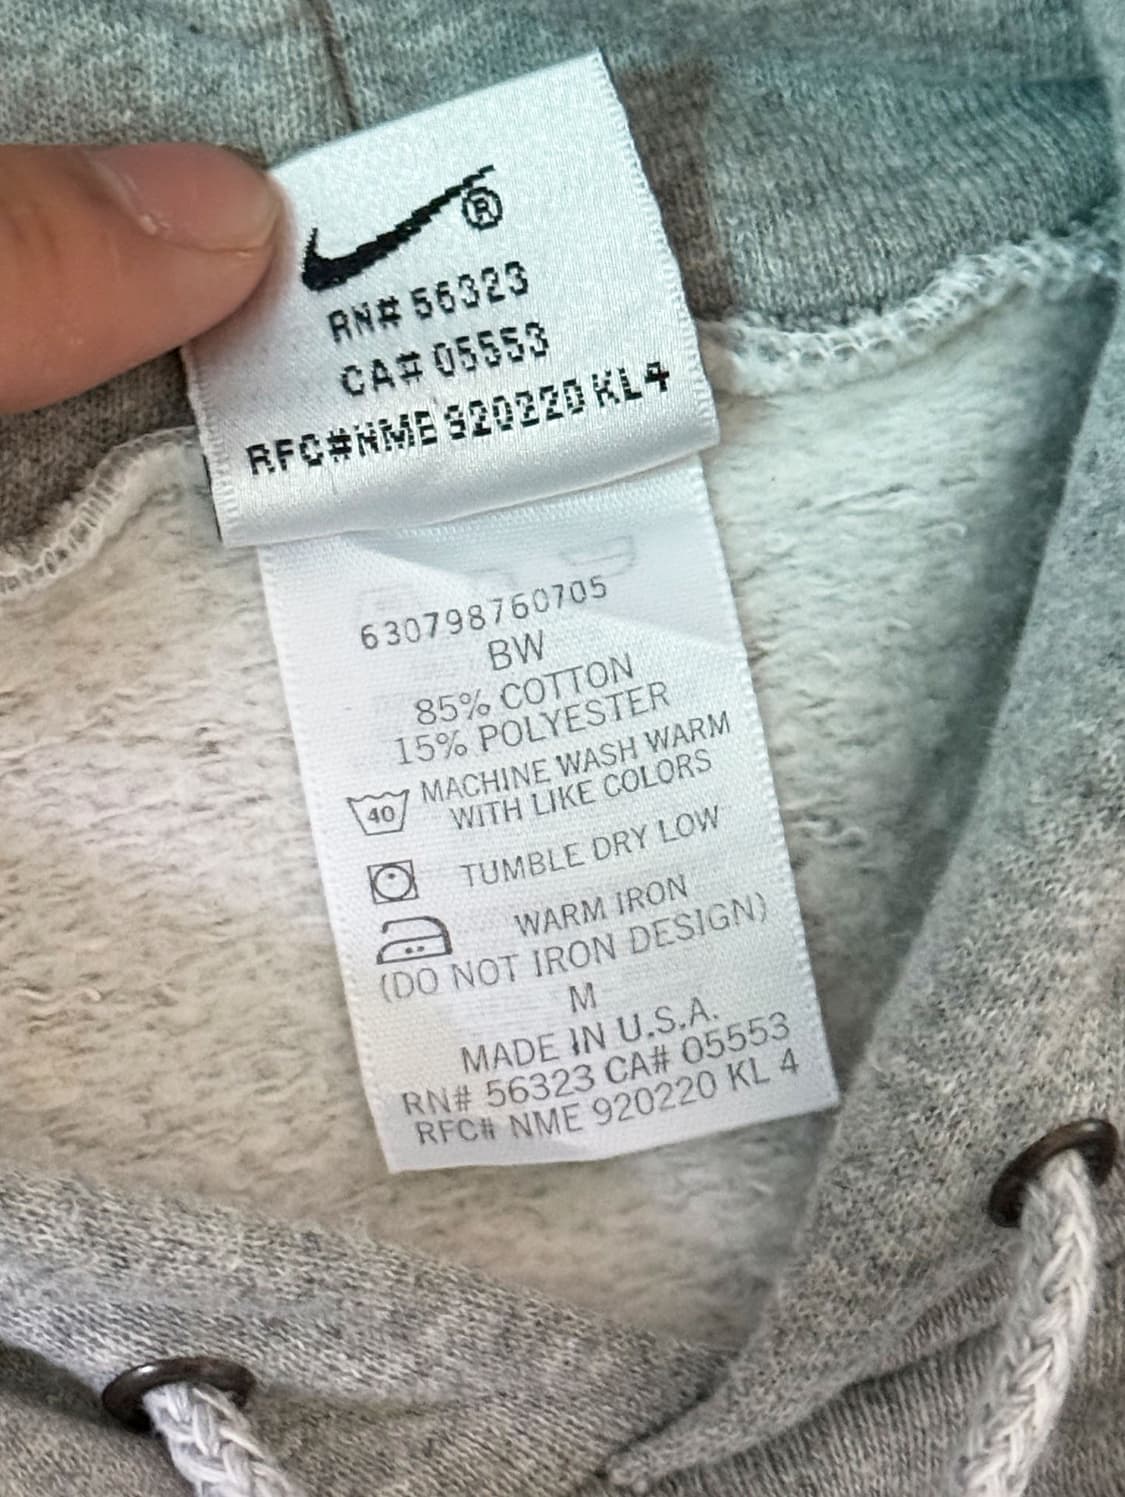 ®
RN# 56323
CA# 05553
RFC#NME 920220 KL4
630798760705
BW
85% COTTON
15% POLYESTER
40 MACHINE WASH WARM
WITH LIKE COLORS
TUMBLE DRY LOW
WARM IRON
(DO NOT IRON DESIGN)
M
MADE IN U.S.A.
RN# 56323 CA# 05553
RFC# NME 920220 KL 4